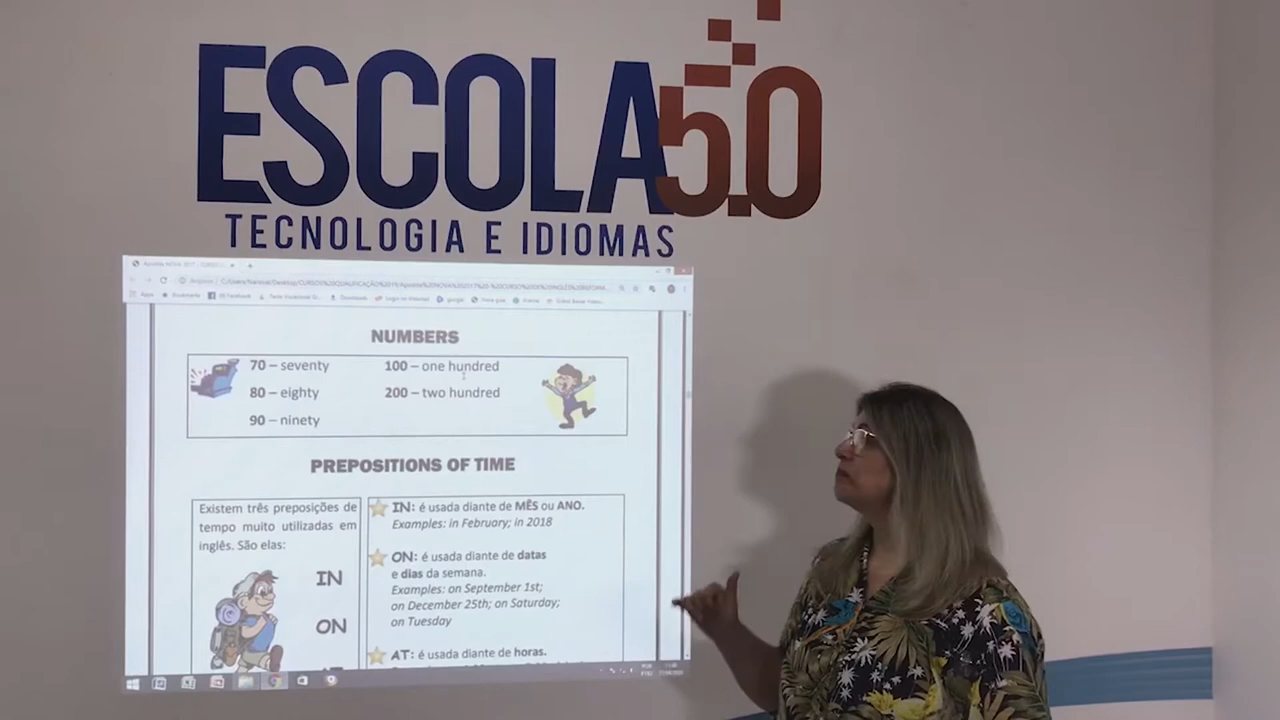 ESCOLA 5.0
TECNOLOGIA E IDIOMAS
NUMBERS
70 – seventy
100 – one hundred
80 – eighty
200 – two hundred
90 – ninety
PREPOSITIONS OF TIME
Existem três preposições de
tempo muito utilizadas em
inglês. São elas:
IN
ON
IN: é usada diante de MÊS ou ANO.
Examples: in February; in 2018
ON: é usada diante de datas
e dias da semana.
Examples: on September 1st;
on December 25th; on Saturday;
on Tuesday
AT: é usada diante de horas.